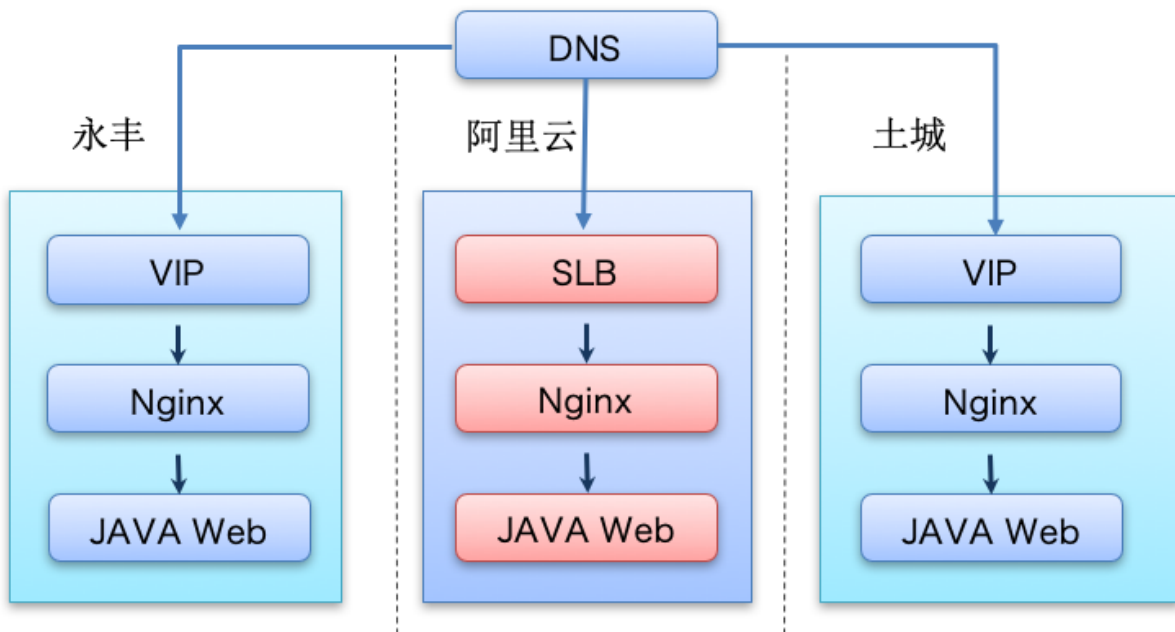 DNS
永丰
阿里云
土城
VIP
SLB
VIP
Nginx
Nginx
Nginx
JAVA Web
JAVA Web
JAVA Web